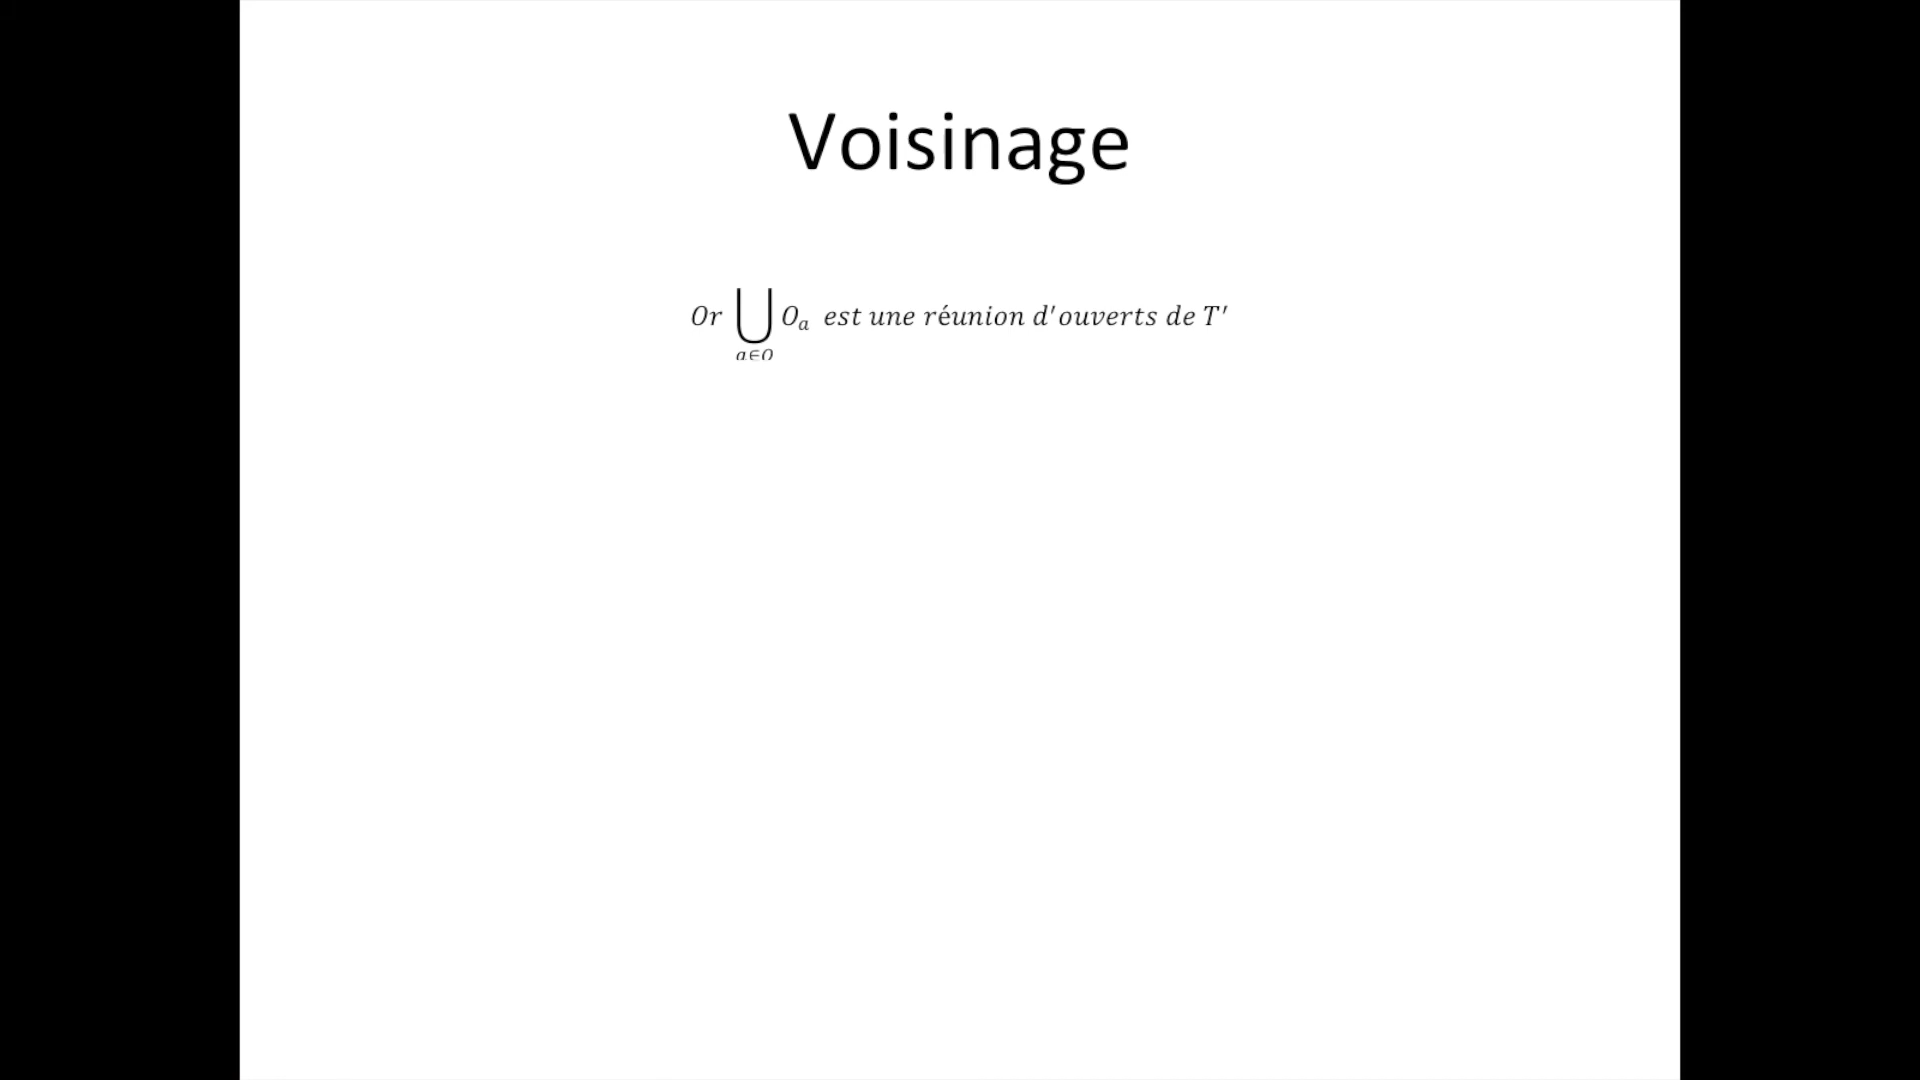 Voisinage
Or ⋃ O_a est une réunion d'ouverts de T'
a∈O